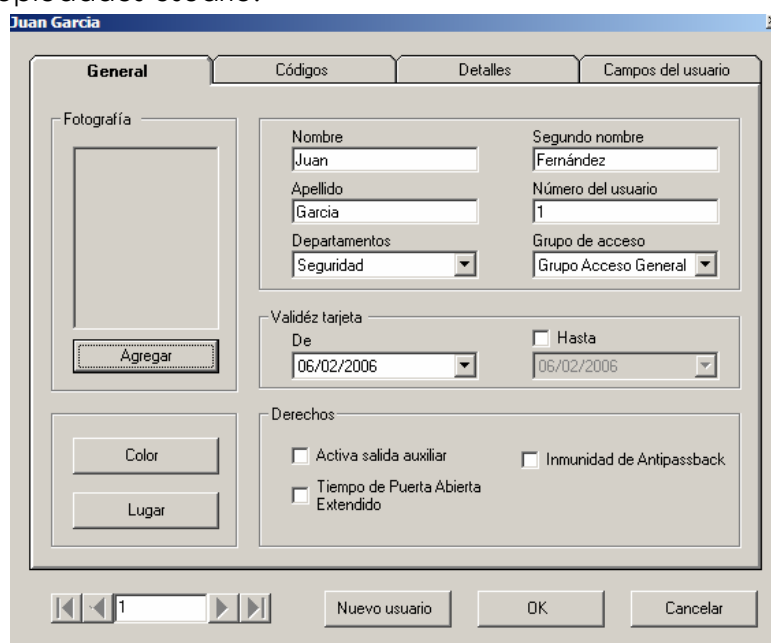 Juan Garcia
General
Códigos
Detalles
Campos del usuario
Fotografía
Agregar
Color
Lugar
Nombre
Segundo nombre
Juan
Fernández
Apellido
Número del usuario
Garcia
1
Departamentos
Grupo de acceso
Seguridad
Grupo Acceso General
Validéz tarjeta
De
Hasta
06/02/2006
06/02/2006
Derechos
Activa salida auxiliar
Inmunidad de Antipassback
Tiempo de Puerta Abierta
Extendido
1
Nuevo usuario
OK
Cancelar